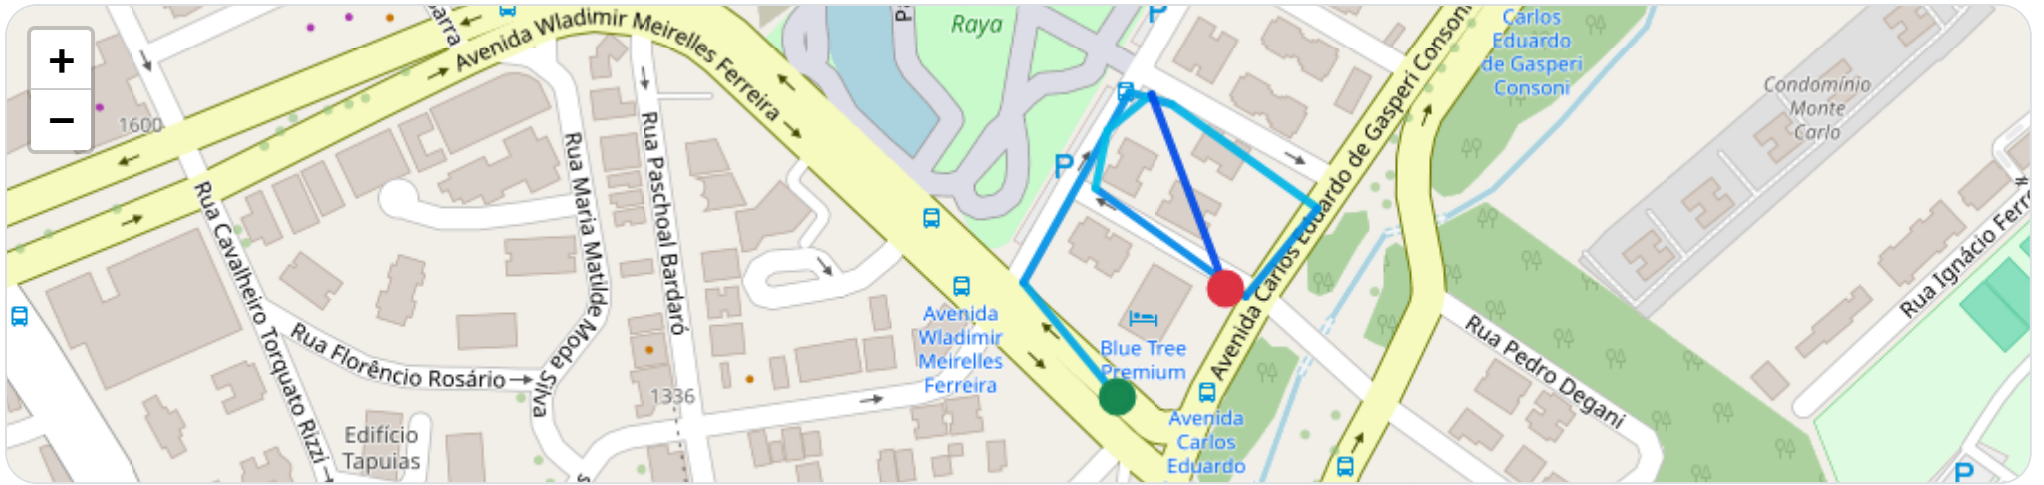 +
−
1600
Avenida Wladimir Meirelles Ferreira
Raya
P
Carlos
Eduardo
de Gasperi
Consoni
Condomínio
Monte
Carlo
Rua Cavalheiro Torquato Rizzi
Rua Maria Matilde Moda Silva
Rua Paschoal Bardaró
P
Avenida Carlos Eduardo de Gasperi Consoni
Rua Florêncio Rosário
1336
Edifício
Tapuias
Avenida
Wladimir
Meirelles
Ferreira
Blue Tree
Premium
Avenida
Carlos
Eduardo
Rua Pedro Degani
Rua Ignácio Ferr
P